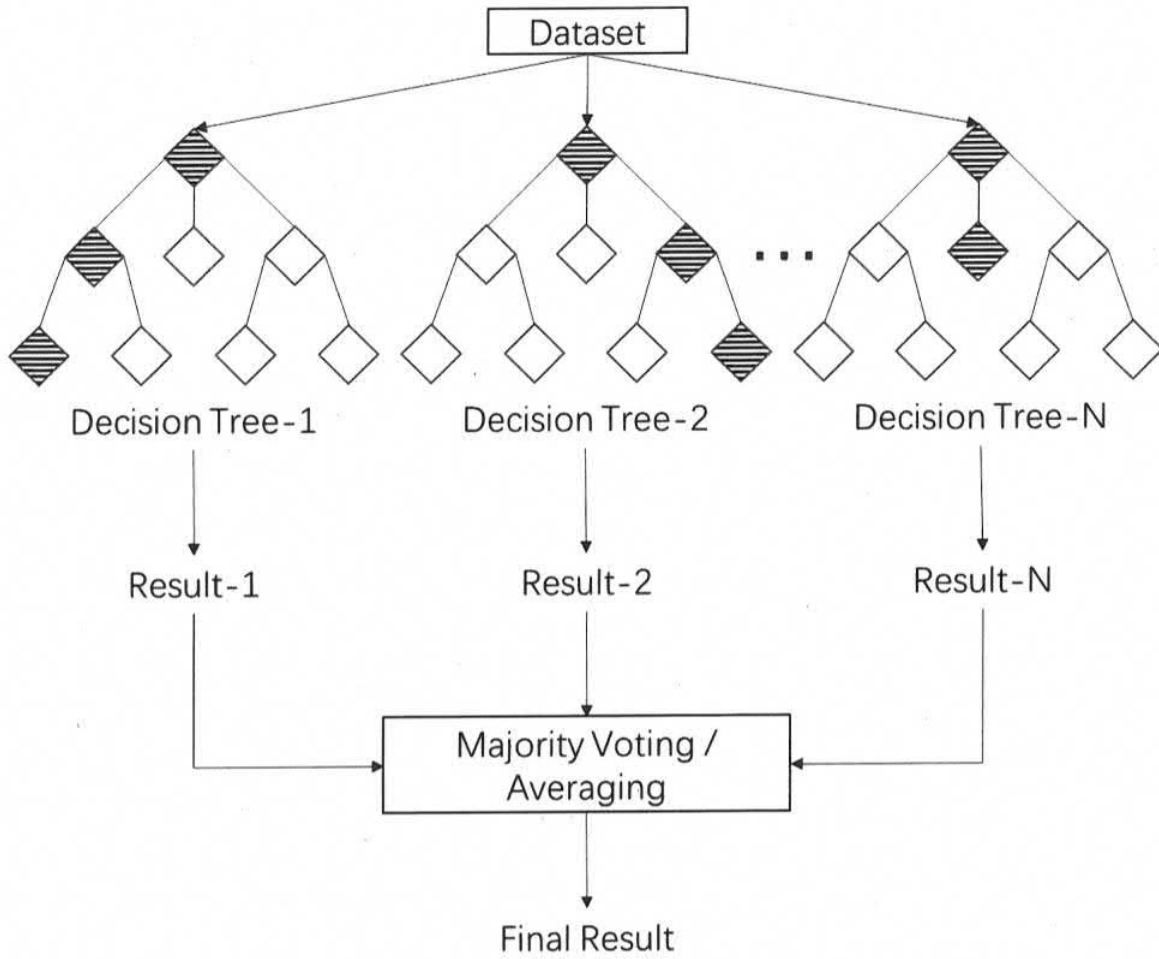 Dataset
...
Decision Tree-1
Decision Tree-2
Decision Tree-N
Result-1
Result-2
Result-N
Majority Voting /
Averaging
Final Result